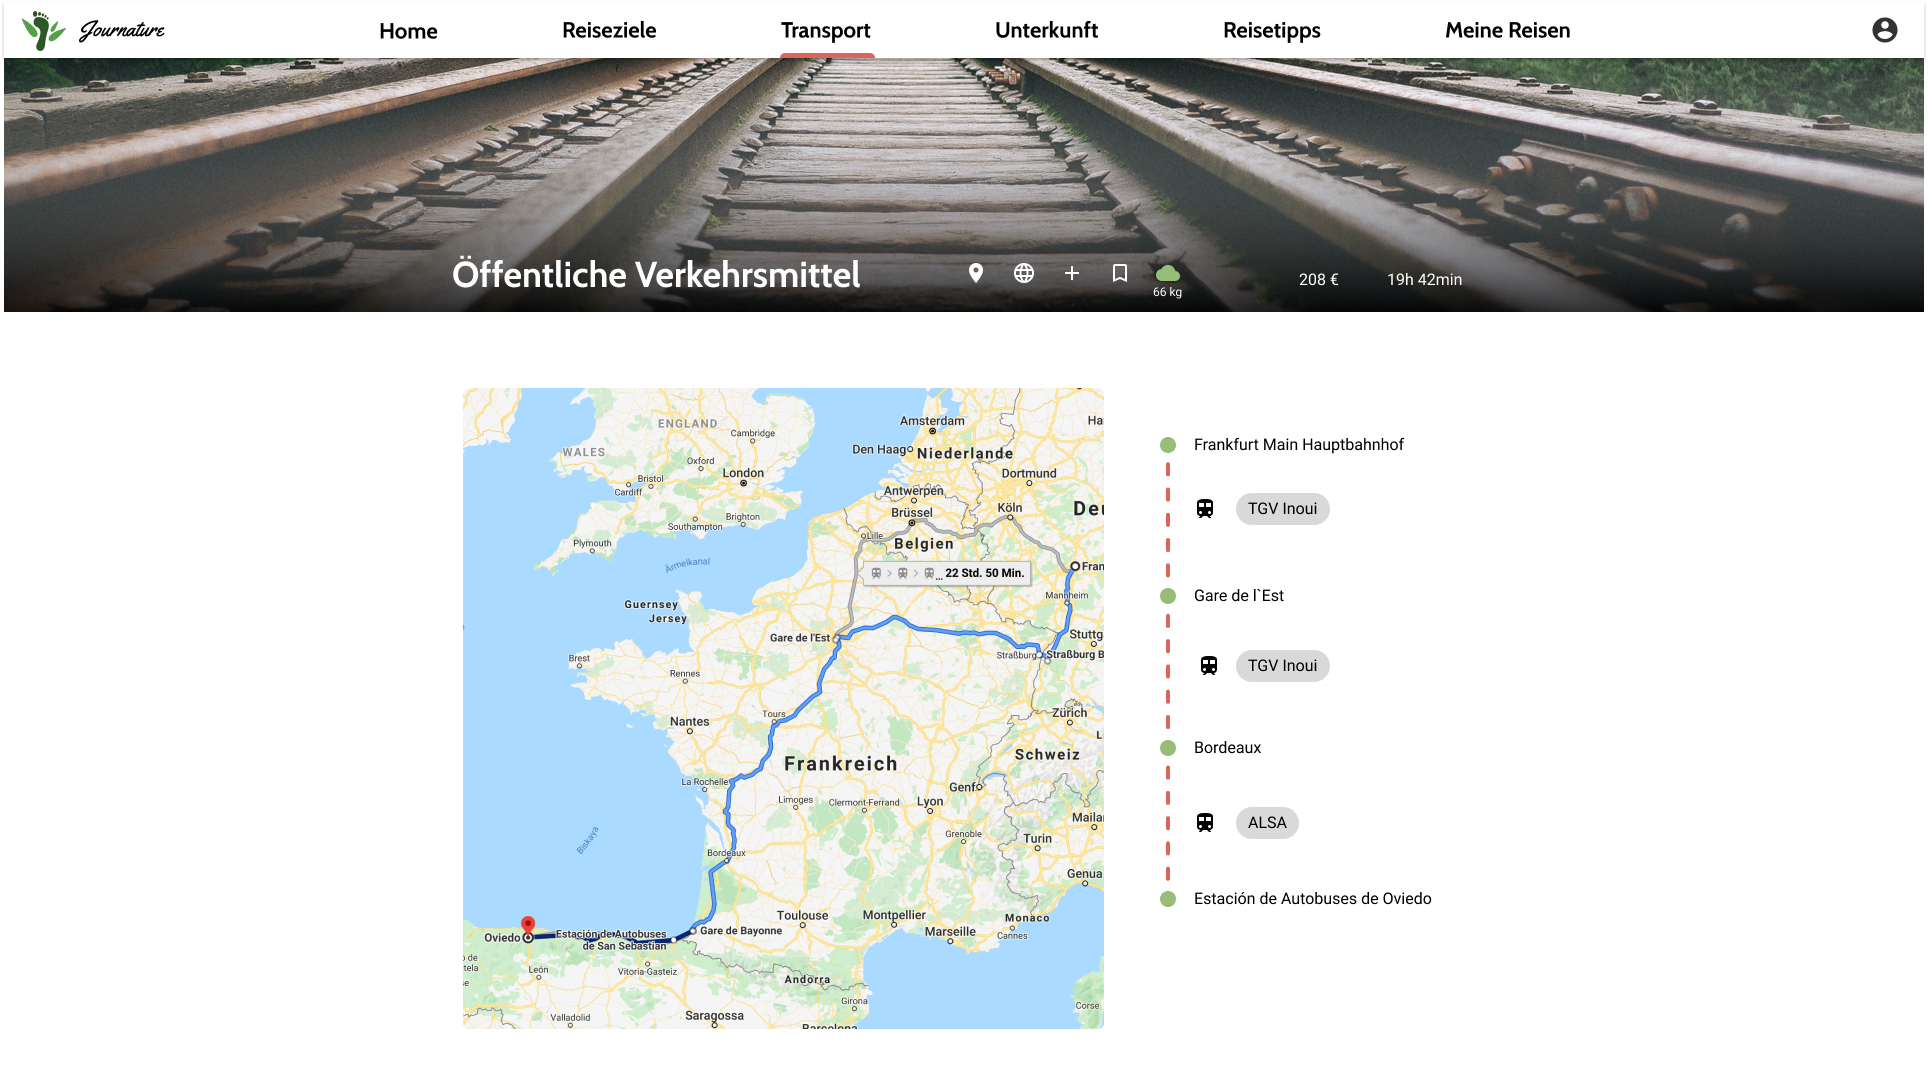 Journature
Home
Reiseziele
Transport
Unterkunft
Reisetipps
Meine Reisen
Öffentliche Verkehrsmittel
66 kg
208 €
19h 42min
Amsterdam
Ha
ENGLAND
Cambridge
WALES
Den Haag
Niederlande
Oxford
London
Dortmund
Bristol
Cardiff
Antwerpen
Brüssel
Köln
Deu
Brighton
Southampton
Lille
Belgien
Plymouth
Ärmelkanal
22 Std. 50 Min.
Fran
Mannheim
Guernsey
Jersey
Gare de l'Est
Stuttg
Straßburg
Straßburg B
Brest
Rennes
Nantes
Tours
Zürich
L
Frankreich
Schweiz
La Rochelle
Genf
Limoges
Clermont-Ferrand
Lyon
Maila
Grenoble
Turin
Biskaya
Bordeaux
Genua
Toulouse
Montpellier
Monaco
Marseille
Cannes
Oviedo
Estación de Autobuses
de San Sebastián
Gare de Bayonne
o de
tela
se
León
Vitoria-Gasteiz
Andorra
Girona
Corse
Valladolid
Saragossa
Barcelona
Frankfurt Main Hauptbahnhof
TGV Inoui
Gare de l`Est
TGV Inoui
Bordeaux
ALSA
Estación de Autobuses de Oviedo